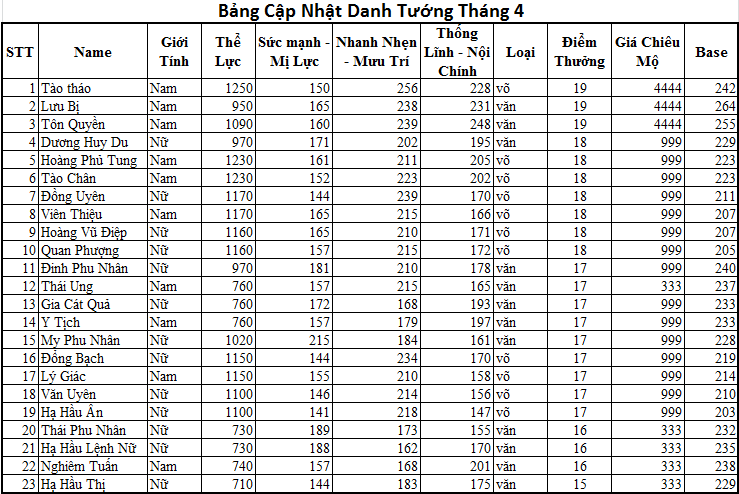 Bảng Cập Nhật Danh Tướng Tháng 4
STT Name Giới Tính Thể Lực Sức mạnh - Mị Lực Nhanh Nhẹn - Mưu Trí Thống Lĩnh - Nội Chính Loại Điểm Thưởng Giá Chiêu Mộ Base
1 Tào tháo Nam 1250 150 256 228 võ 19 4444 242
2 Lưu Bị Nam 950 165 238 231 văn 19 4444 264
3 Tôn Quyền Nam 1090 160 239 248 văn 19 4444 255
4 Dương Huy Du Nữ 970 171 202 195 văn 18 999 229
5 Hoàng Phủ Tung Nam 1230 161 211 205 võ 18 999 223
6 Tào Chân Nam 1230 152 223 202 võ 18 999 223
7 Đồng Uyên Nữ 1170 144 239 170 võ 18 999 211
8 Viên Thiệu Nam 1170 165 215 166 võ 18 999 207
9 Hoàng Vũ Điệp Nữ 1160 165 210 171 võ 18 999 207
10 Quan Phượng Nữ 1160 157 215 172 võ 18 999 205
11 Đinh Phu Nhân Nữ 970 181 210 178 văn 17 999 240
12 Thái Ung Nam 760 157 215 165 văn 17 333 237
13 Gia Cát Quả Nữ 760 172 168 193 văn 17 999 233
14 Y Tịch Nam 760 157 179 197 văn 17 999 233
15 My Phu Nhân Nữ 1020 215 184 161 văn 17 999 228
16 Đổng Bạch Nữ 1150 144 234 170 võ 17 999 219
17 Lý Giác Nam 1150 155 210 158 võ 17 999 214
18 Văn Uyên Nữ 1100 146 214 156 võ 17 999 210
19 Hạ Hầu Ân Nữ 1100 141 218 147 võ 17 999 203
20 Thái Phu Nhân Nữ 730 189 173 155 văn 16 333 232
21 Hạ Hầu Lệnh Nữ Nữ 730 188 162 170 văn 16 333 235
22 Nghiêm Tuấn Nam 740 157 168 201 văn 16 333 238
23 Hạ Hầu Thị Nữ 710 144 183 175 văn 15 333 229